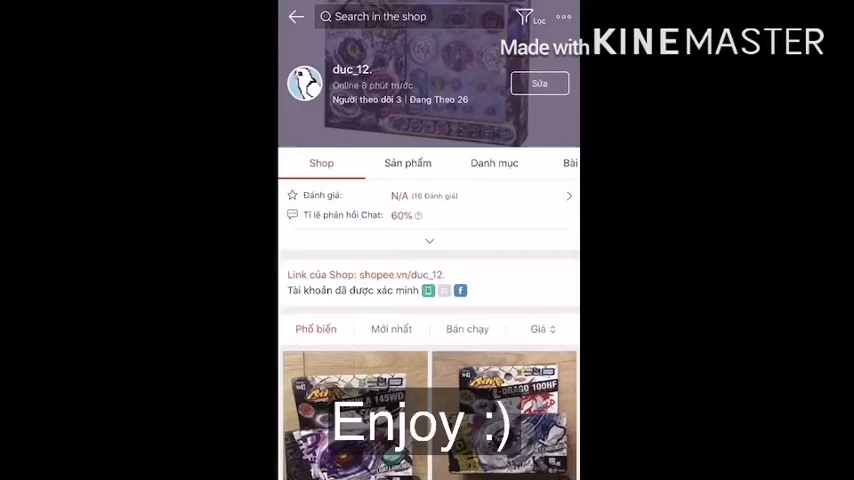 Search in the shop
Lọc
Made with KINEMASTER
duc_12.
Online 8 phút trước
Người theo dõi 3 | Đang Theo 26
Sửa
Shop
Sản phẩm
Danh mục
Bài
Đánh giá:
N/A (16 Đánh giá)
Tỉ lệ phản hồi Chat:
60%
Link của Shop: shopee.vn/duc_12.
Tài khoản đã được xác minh
Phổ biến
Mới nhất
Bán chạy
Giá
145WD
L-DRAGO 100HF
Enjoy :)